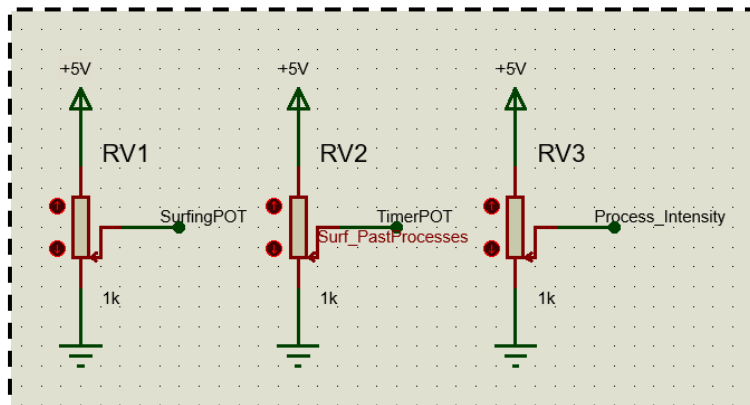 +5V +5V +5V
RV1 RV2 RV3
SurfingPOT TimerPOT Process_Intensity
Surf_PastProcesses
1k 1k 1k